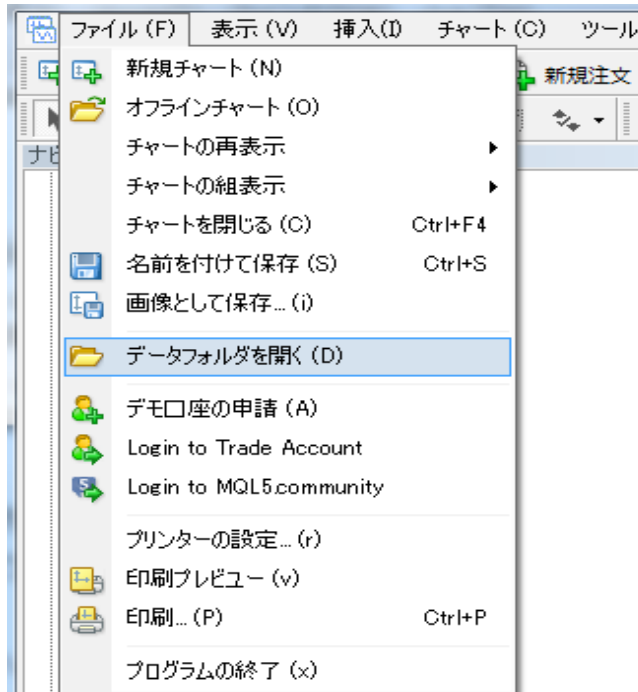 ファイル (F) 表示 (V) 挿入(I) チャート (C) ツール
新規チャート (N)
新規注文
オフラインチャート (O)
ナビ
チャートの再表示
チャートの組表示
チャートを閉じる (C) Ctrl+F4
名前を付けて保存 (S) Ctrl+S
画像として保存... (i)
データフォルダを開く (D)
デモ口座の申請 (A)
Login to Trade Account
Login to MQL5.community
プリンターの設定... (r)
印刷プレビュー (v)
印刷... (P) Ctrl+P
プログラムの終了 (x)